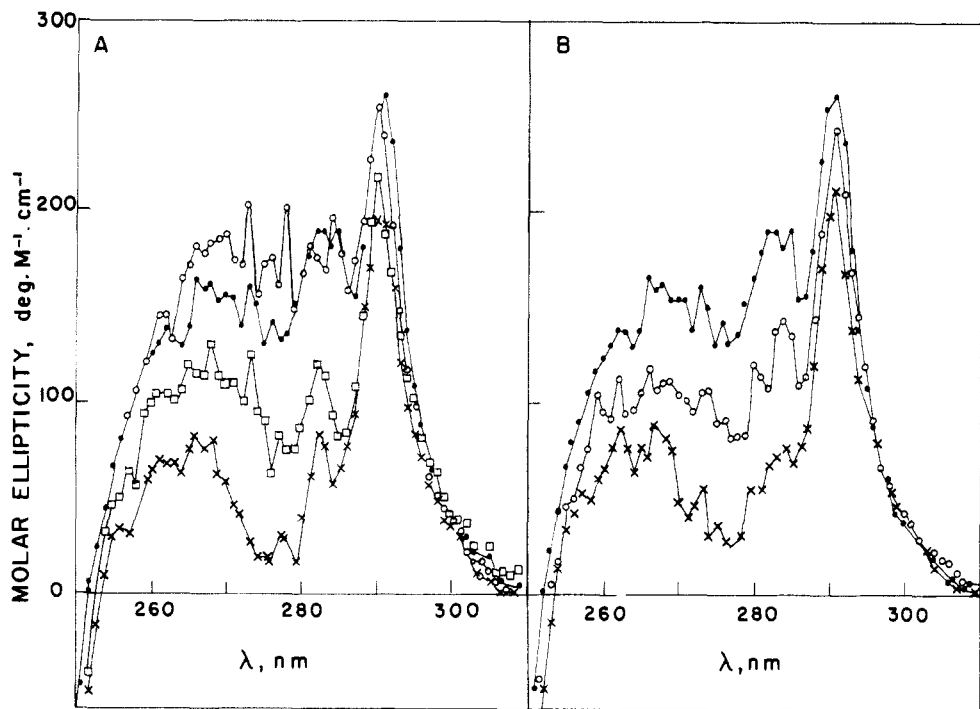 300
A
B
200
100
0
MOLAR ELLIPTICITY, deg. M⁻¹. cm⁻¹
260
280
300
260
280
300
λ, nm
λ, nm